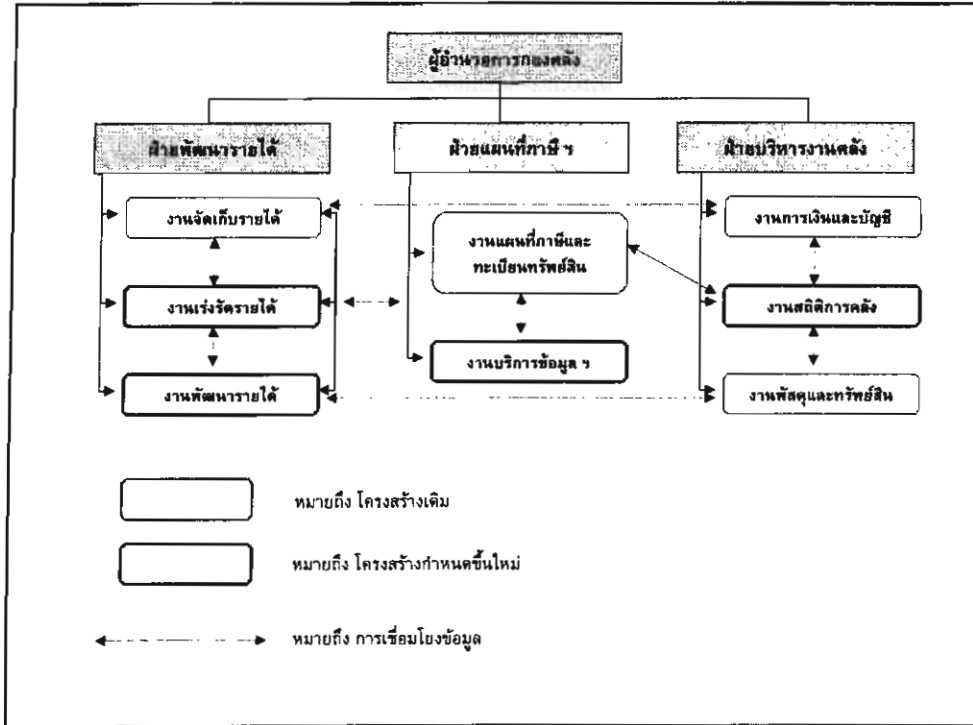 ผู้อำนวยการกองคลัง
ฝ่ายพัฒนารายได้
ฝ่ายแผนที่ภาษี ฯ
ฝ่ายบริหารงานคลัง
งานจัดเก็บรายได้
งานแผนที่ภาษีและ
ทะเบียนทรัพย์สิน
งานการเงินและบัญชี
งานเร่งรัดรายได้
งานสถิติการคลัง
งานบริการข้อมูล ฯ
งานพัฒนารายได้
งานพัสดุและทรัพย์สิน
หมายถึง โครงสร้างเดิม
หมายถึง โครงสร้างกำหนดขึ้นใหม่
หมายถึง การเชื่อมโยงข้อมูล